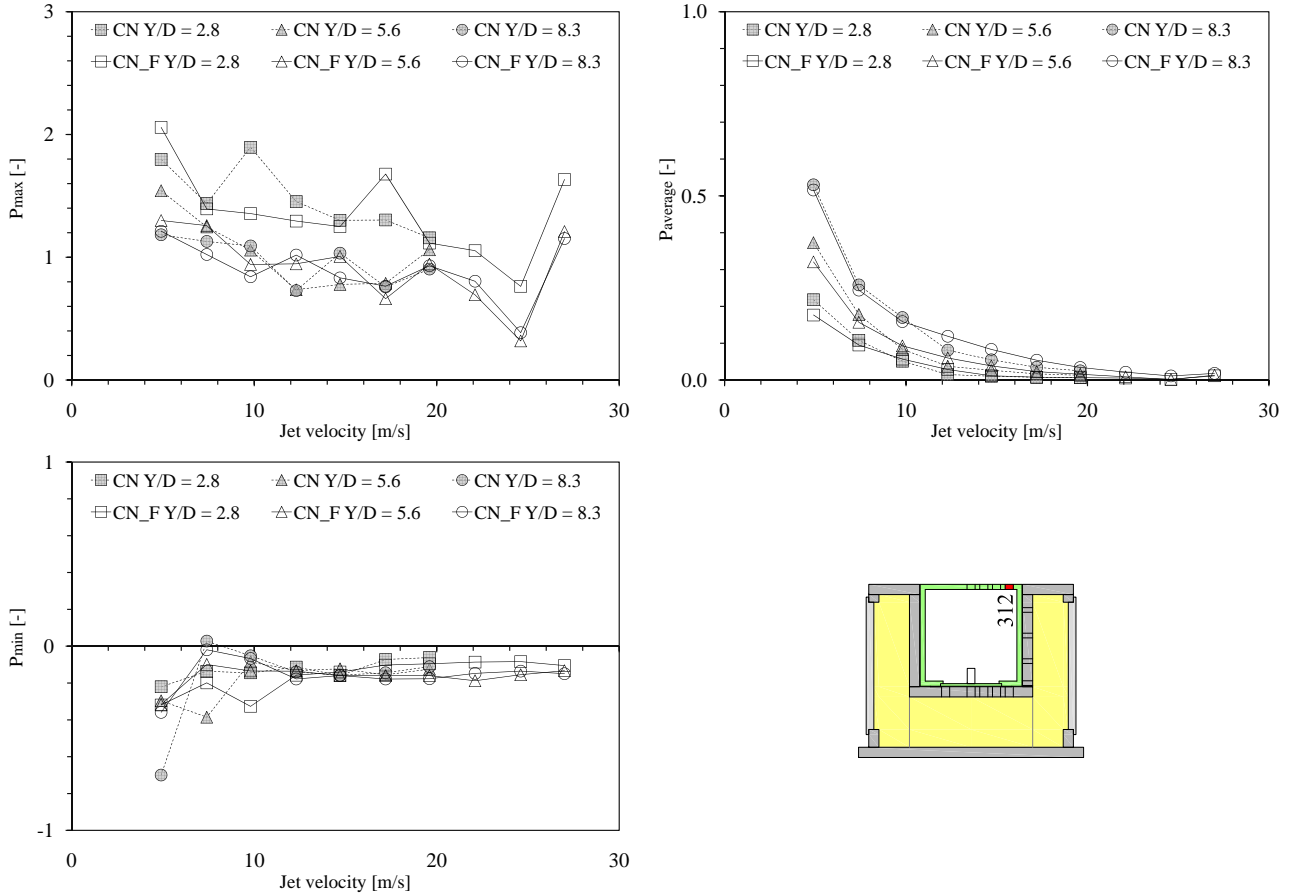 3
CN Y/D = 2.8 CN Y/D = 5.6 CN Y/D = 8.3
CN_F Y/D = 2.8 CN_F Y/D = 5.6 CN_F Y/D = 8.3
2
Pmax [-]
1
0
0 10 20 30
Jet velocity [m/s]
1.0
CN Y/D = 2.8 CN Y/D = 5.6 CN Y/D = 8.3
CN_F Y/D = 2.8 CN_F Y/D = 5.6 CN_F Y/D = 8.3
Paverage [-]
0.5
0.0
0 10 20 30
Jet velocity [m/s]
1
CN Y/D = 2.8 CN Y/D = 5.6 CN Y/D = 8.3
CN_F Y/D = 2.8 CN_F Y/D = 5.6 CN_F Y/D = 8.3
Pmin [-]
0
-1
0 10 20 30
Jet velocity [m/s]
312